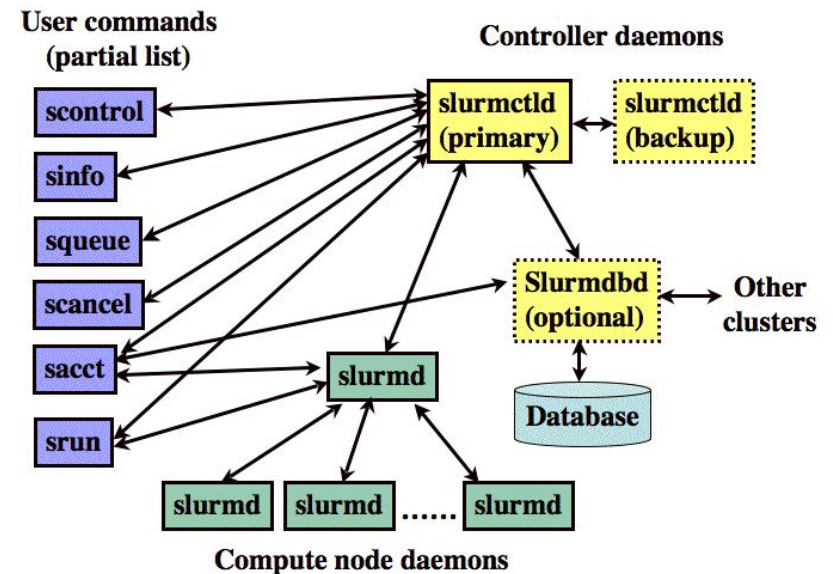 User commands
(partial list)
Controller daemons
scontrol
sinfo
squeue
scancel
sacct
srun
slurmctld
(primary)
slurmctld
(backup)
Slurmdbd
(optional)
Other
clusters
Database
slurmd
slurmd
slurmd
......
slurmd
Compute node daemons